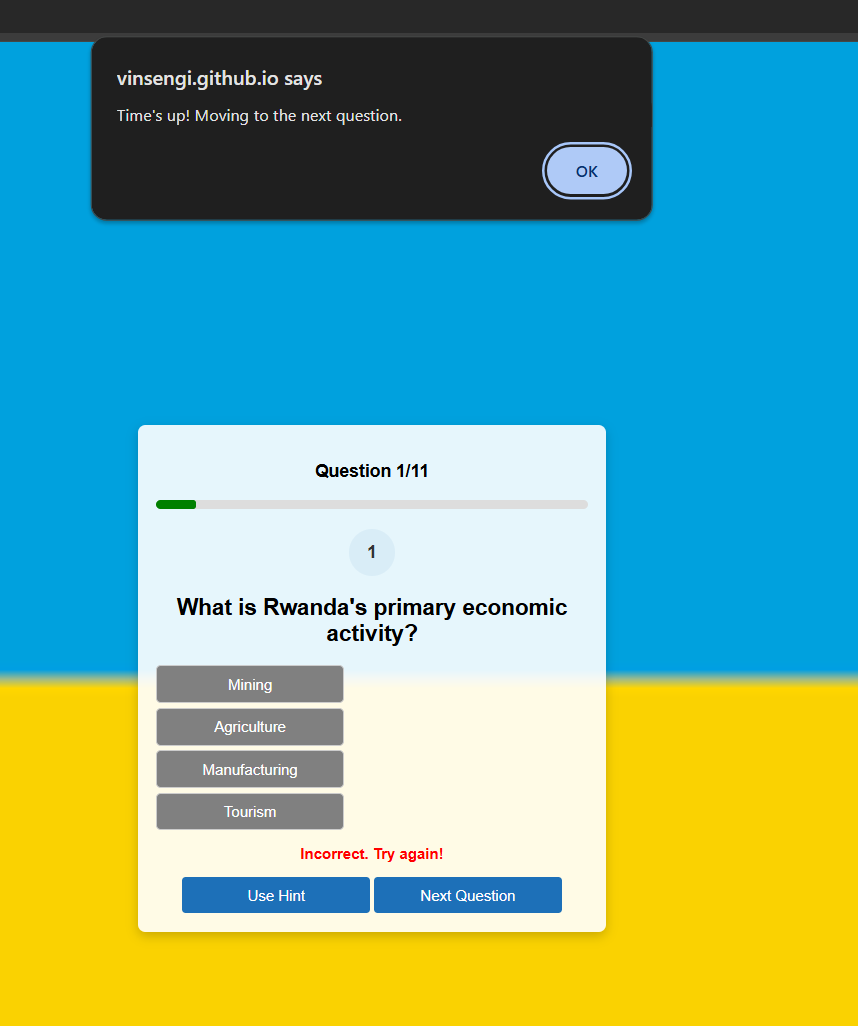 vinsengi.github.io says
Time's up! Moving to the next question.
OK
Question 1/11
1
What is Rwanda's primary economic
activity?
Mining
Agriculture
Manufacturing
Tourism
Incorrect. Try again!
Use Hint
Next Question